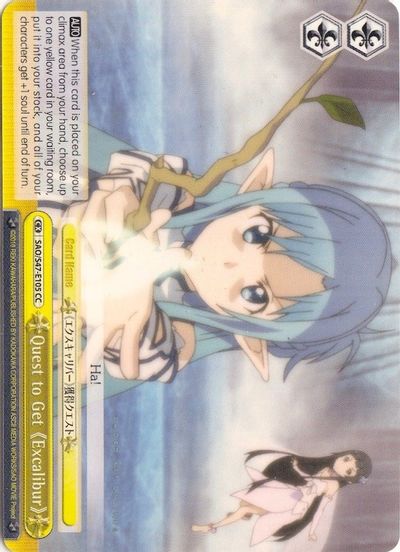 [AUTO] When this card is placed on your
climax area from your hand, choose up
to one yellow card in your waiting room,
put it into your stock, and all of your
characters get +1 soul until end of turn.
CX SAO/S47-E105 CC
Card Name
《エクスキャリバー》獲得クエスト
Ha!
Quest to Get 《Excalibur》